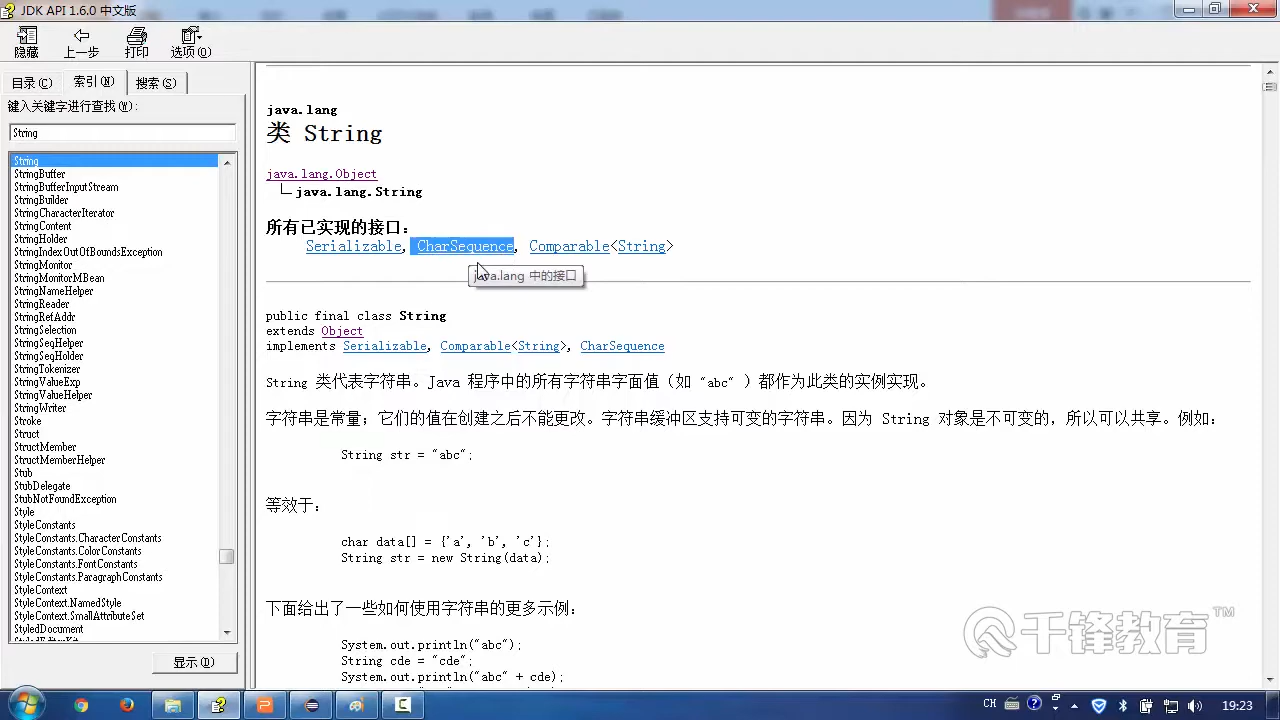 JDK API 1.6.0 中文版
隐藏 上一步 打印 选项(O)
目录(C) 索引(N) 搜索(S)
键入关键字进行查找(W):
String
String
StringBuffer
StringBufferInputStream
StringBuilder
StringCharacterIterator
StringContent
StringHolder
StringIndexOutOfBoundsException
StringMonitor
StringMonitorMBean
StringNameHelper
StringReader
StringRefAddr
StringSelection
StringSeqHelper
StringSeqHolder
StringTokenizer
StringValueExp
StringValueHelper
StringWriter
Stroke
Struct
StructMember
StructMemberHelper
Stub
StubDelegate
StubNotFoundException
Style
StyleConstants
StyleConstants.CharacterConstants
StyleConstants.ColorConstants
StyleConstants.FontConstants
StyleConstants.ParagraphConstants
StyleContext
StyleContext.NamedStyle
StyleContext.SmallAttributeSet
StyledDocument
显示(D)
java.lang
类 String
java.lang.Object
java.lang.String
所有已实现的接口：
Serializable, CharSequence, Comparable<String>
java.lang 中的接口
public final class String
extends Object
implements Serializable, Comparable<String>, CharSequence
String 类代表字符串。Java 程序中的所有字符串字面值（如 "abc" ）都作为此类的实例实现。
字符串是常量；它们的值在创建之后不能更改。字符串缓冲区支持可变的字符串。因为 String 对象是不可变的，所以可以共享。例如：
String str = "abc";
等效于：
char data[] = {'a', 'b', 'c'};
String str = new String(data);
下面给出了一些如何使用字符串的更多示例：
System.out.println("abc");
String cde = "cde";
System.out.println("abc" + cde);
千锋教育™
CH
19:23